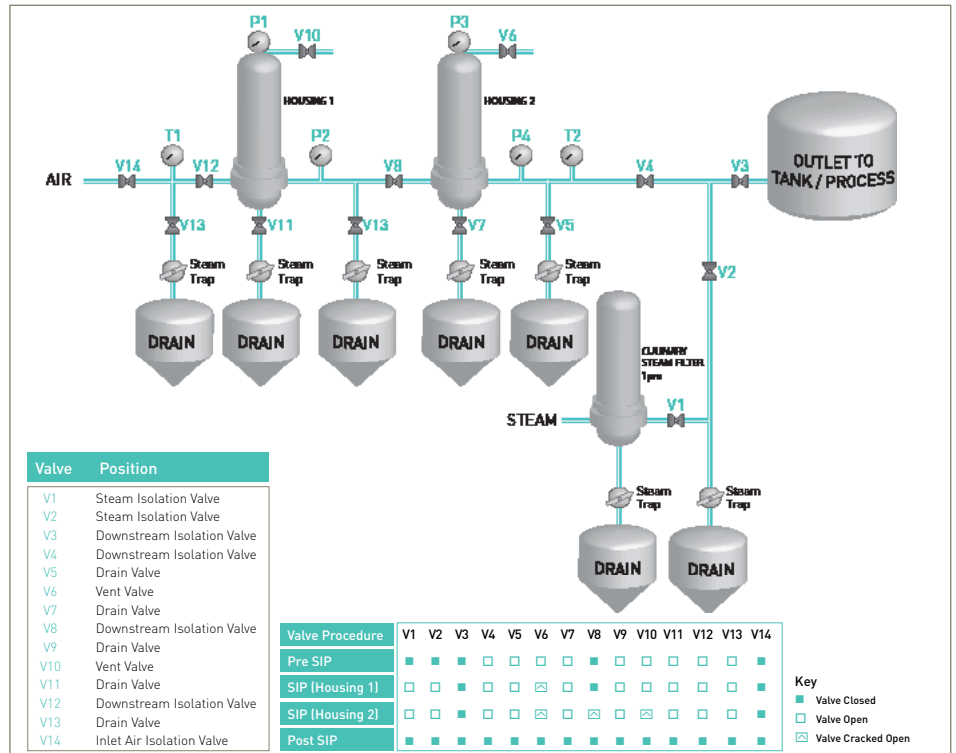 P1
V10
P3
V6
HOUSING 1
HOUSING 2
T1
P2
P4
T2
V14
V12
V8
V4
V3
AIR
OUTLET TO
TANK / PROCESS
V13
V11
V13
V7
V5
Steam
Trap
Steam
Trap
Steam
Trap
Steam
Trap
Steam
Trap
V2
DRAIN
DRAIN
DRAIN
DRAIN
DRAIN
CULINARY
STEAM FILTER
1µm
V1
STEAM
Steam
Trap
Steam
Trap
DRAIN
DRAIN
Valve Position
V1 Steam Isolation Valve
V2 Steam Isolation Valve
V3 Downstream Isolation Valve
V4 Downstream Isolation Valve
V5 Drain Valve
V6 Vent Valve
V7 Drain Valve
V8 Downstream Isolation Valve
V9 Drain Valve
V10 Vent Valve
V11 Drain Valve
V12 Downstream Isolation Valve
V13 Drain Valve
V14 Inlet Air Isolation Valve
Valve Procedure V1 V2 V3 V4 V5 V6 V7 V8 V9 V10 V11 V12 V13 V14
Pre SIP
SIP (Housing 1)
SIP (Housing 2)
Post SIP
Key
Valve Closed
Valve Open
Valve Cracked Open